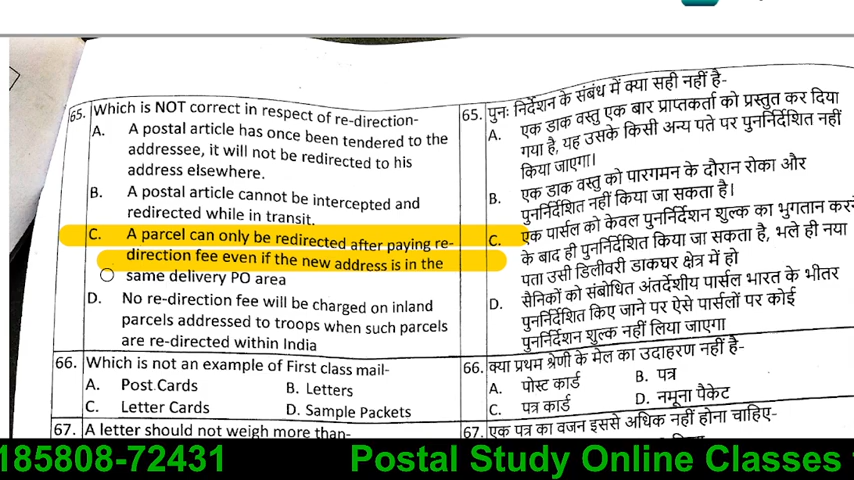 65. Which is NOT correct in respect of re-direction-
A. A postal article has once been tendered to the
addressee, it will not be redirected to his
address elsewhere.
B. A postal article cannot be intercepted and
redirected while in transit.
C. A parcel can only be redirected after paying re-
direction fee even if the new address is in the
same delivery PO area
D. No re-direction fee will be charged on inland
parcels addressed to troops when such parcels
are re-directed within India
66. Which is not an example of First class mail-
A. Post Cards B. Letters
C. Letter Cards D. Sample Packets
67. A letter should not weigh more than-
65. पुनः निर्देशन के संबंध में क्या सही नहीं है-
A. एक डाक वस्तु एक बार प्राप्तकर्ता को प्रस्तुत कर दिया
गया है, यह उसके किसी अन्य पते पर पुनर्निर्देशित नहीं
किया जाएगा।
B. एक डाक वस्तु को पारगमन के दौरान रोका और
पुनर्निर्देशित नहीं किया जा सकता है।
C. एक पार्सल को केवल पुनर्निर्देशन शुल्क का भुगतान करने
के बाद ही पुनर्निर्देशित किया जा सकता है, भले ही नया
पता उसी डिलीवरी डाकघर क्षेत्र में हो
D. सैनिकों को संबोधित अंतर्देशीय पार्सल भारत के भीतर
पुनर्निर्देशित किए जाने पर ऐसे पार्सलों पर कोई
पुनर्निर्देशन शुल्क नहीं लिया जाएगा
66. क्या प्रथम श्रेणी के मेल का उदाहरण नहीं है-
A. पोस्ट कार्ड B. पत्र
C. पत्र कार्ड D. नमूना पैकेट
67. एक पत्र का वजन इससे अधिक नहीं होना चाहिए-
185808-72431 Postal Study Online Classes